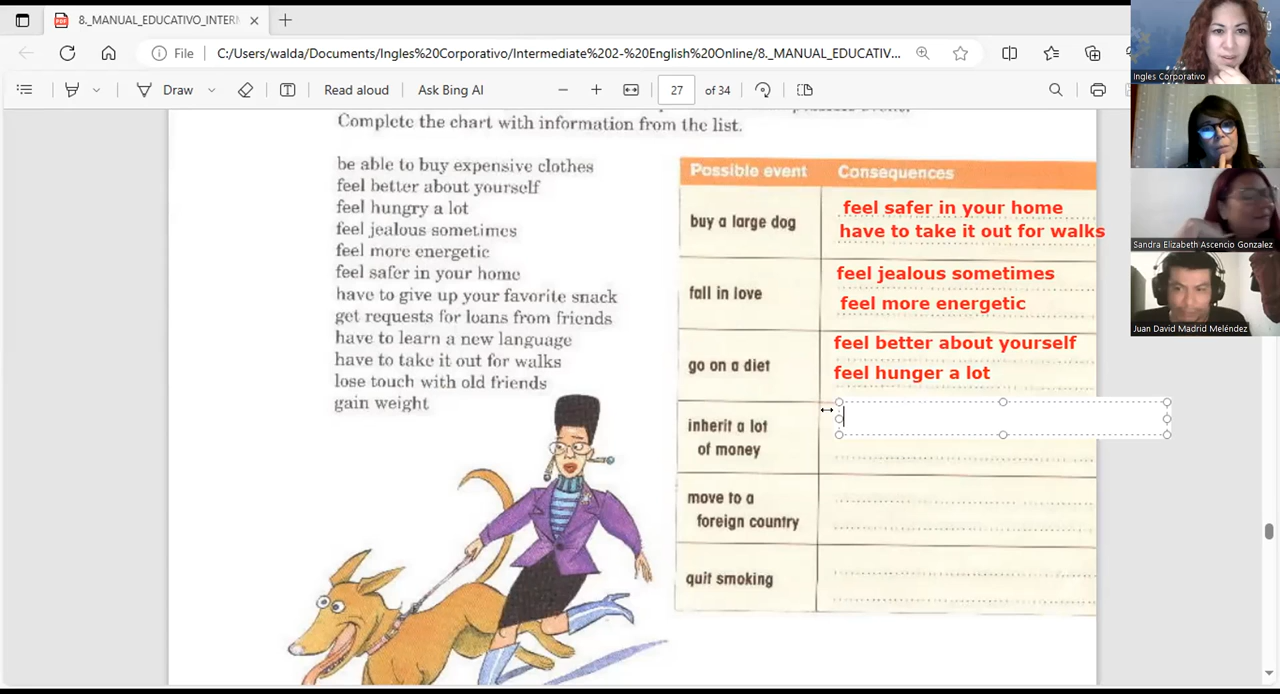 8._MANUAL_EDUCATIVO_INTERN
File
C:/Users/walda/Documents/Ingles%20Corporativo/Intermediate%202-%20English%20Online/8._MANUAL_EDUCATIV...
Draw
Read aloud
Ask Bing AI
27
of 34
Complete the chart with information from the list.
be able to buy expensive clothes
feel better about yourself
feel hungry a lot
feel jealous sometimes
feel more energetic
feel safer in your home
have to give up your favorite snack
get requests for loans from friends
have to learn a new language
have to take it out for walks
lose touch with old friends
gain weight
Possible event
Consequences
buy a large dog
feel safer in your home
have to take it out for walks
fall in love
feel jealous sometimes
feel more energetic
go on a diet
feel better about yourself
feel hunger a lot
inherit a lot
of money
move to a
foreign country
quit smoking
Ingles Corporativo
Sandra Elizabeth Ascencio Gonzalez
Juan David Madrid Meléndez